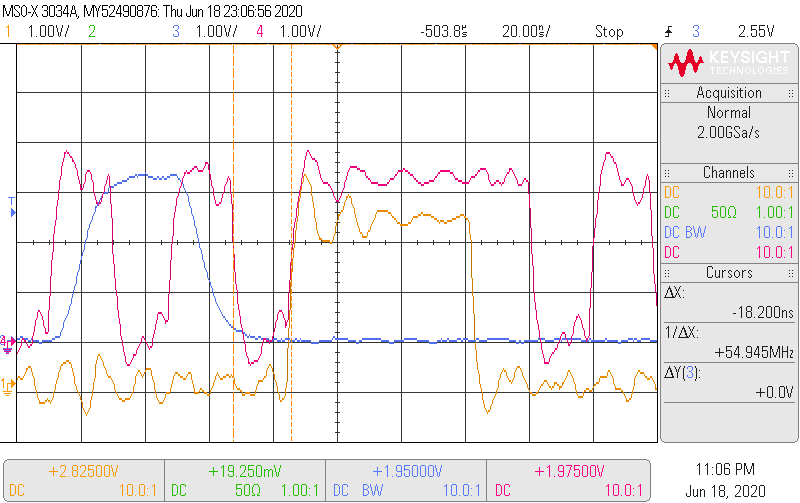 MSO-X 3034A, MY52490876: Thu Jun 18 23:06:56 2020
1 1.00V/ 2 3 1.00V/ 4 1.00V/ -503.8s 20.00s/ Stop 3 2.55V
KEYSIGHT
TECHNOLOGIES
Acquisition
Normal
2.00GSa/s
Channels
DC 10.0:1
DC 50Ω 1.00:1
DC BW 10.0:1
DC 10.0:1
Cursors
ΔX:
-18.200ns
1/ΔX:
+54.945MHz
ΔY(3):
+0.0V
T
4
1
+2.82500V +19.250mV +1.95000V +1.97500V
DC 10.0:1 DC 50Ω 1.00:1 DC BW 10.0:1 DC 10.0:1
11:06 PM
Jun 18, 2020